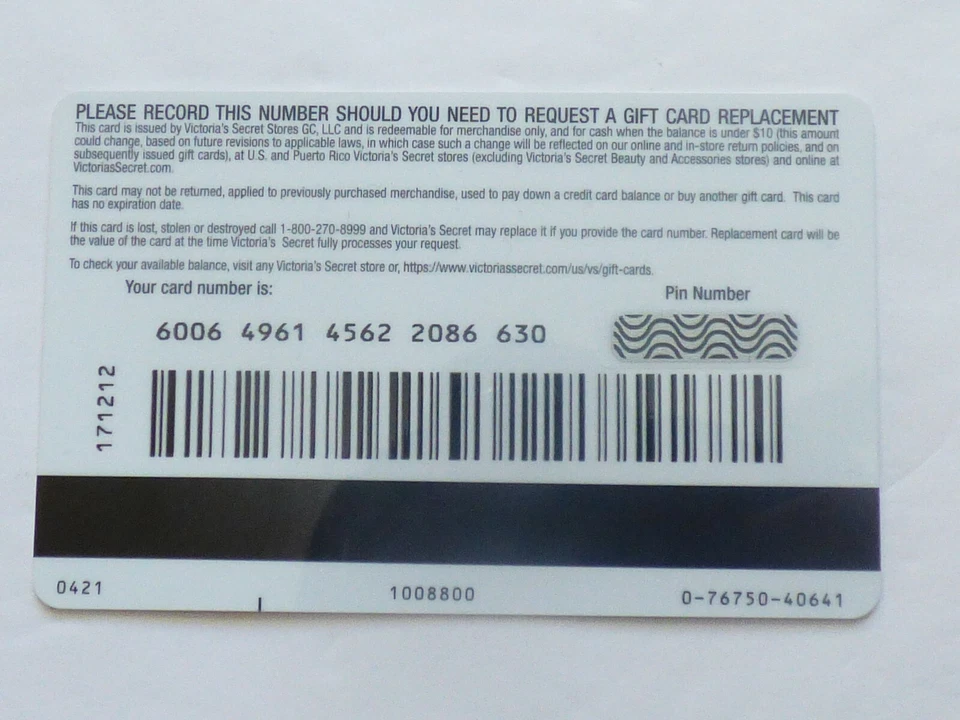 PLEASE RECORD THIS NUMBER SHOULD YOU NEED TO REQUEST A GIFT CARD REPLACEMENT
This card is issued by Victoria's Secret Stores GC, LLC and is redeemable for merchandise only, and for cash when the balance is under $10 (this amount
could change, based on future revisions to applicable laws, in which case such a change will be reflected on our online and in-store return policies, and on
subsequently issued gift cards), at U.S. and Puerto Rico Victoria's Secret stores (excluding Victoria's Secret Beauty and Accessories stores) and online at
VictoriasSecret.com.
This card may not be returned, applied to previously purchased merchandise, used to pay down a credit card balance or buy another gift card. This card
has no expiration date.
If this card is lost, stolen or destroyed call 1-800-270-8999 and Victoria's Secret may replace it if you provide the card number. Replacement card will be
the value of the card at the time Victoria's Secret fully processes your request.
To check your available balance, visit any Victoria's Secret store or, https://www.victoriassecret.com/us/vs/gift-cards.
Your card number is:
Pin Number
6006 4961 4562 2086 630
171212
0421
1008800
0-76750-40641